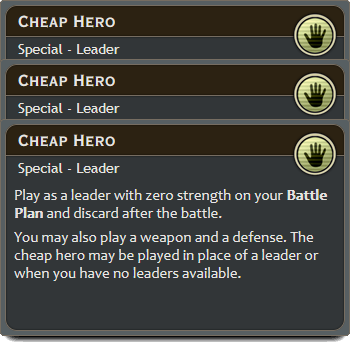 Cheap Hero
Special - Leader
Cheap Hero
Special - Leader
Cheap Hero
Special - Leader
Play as a leader with zero strength on your Battle
Plan and discard after the battle.
You may also play a weapon and a defense. The
cheap hero may be played in place of a leader or
when you have no leaders available.